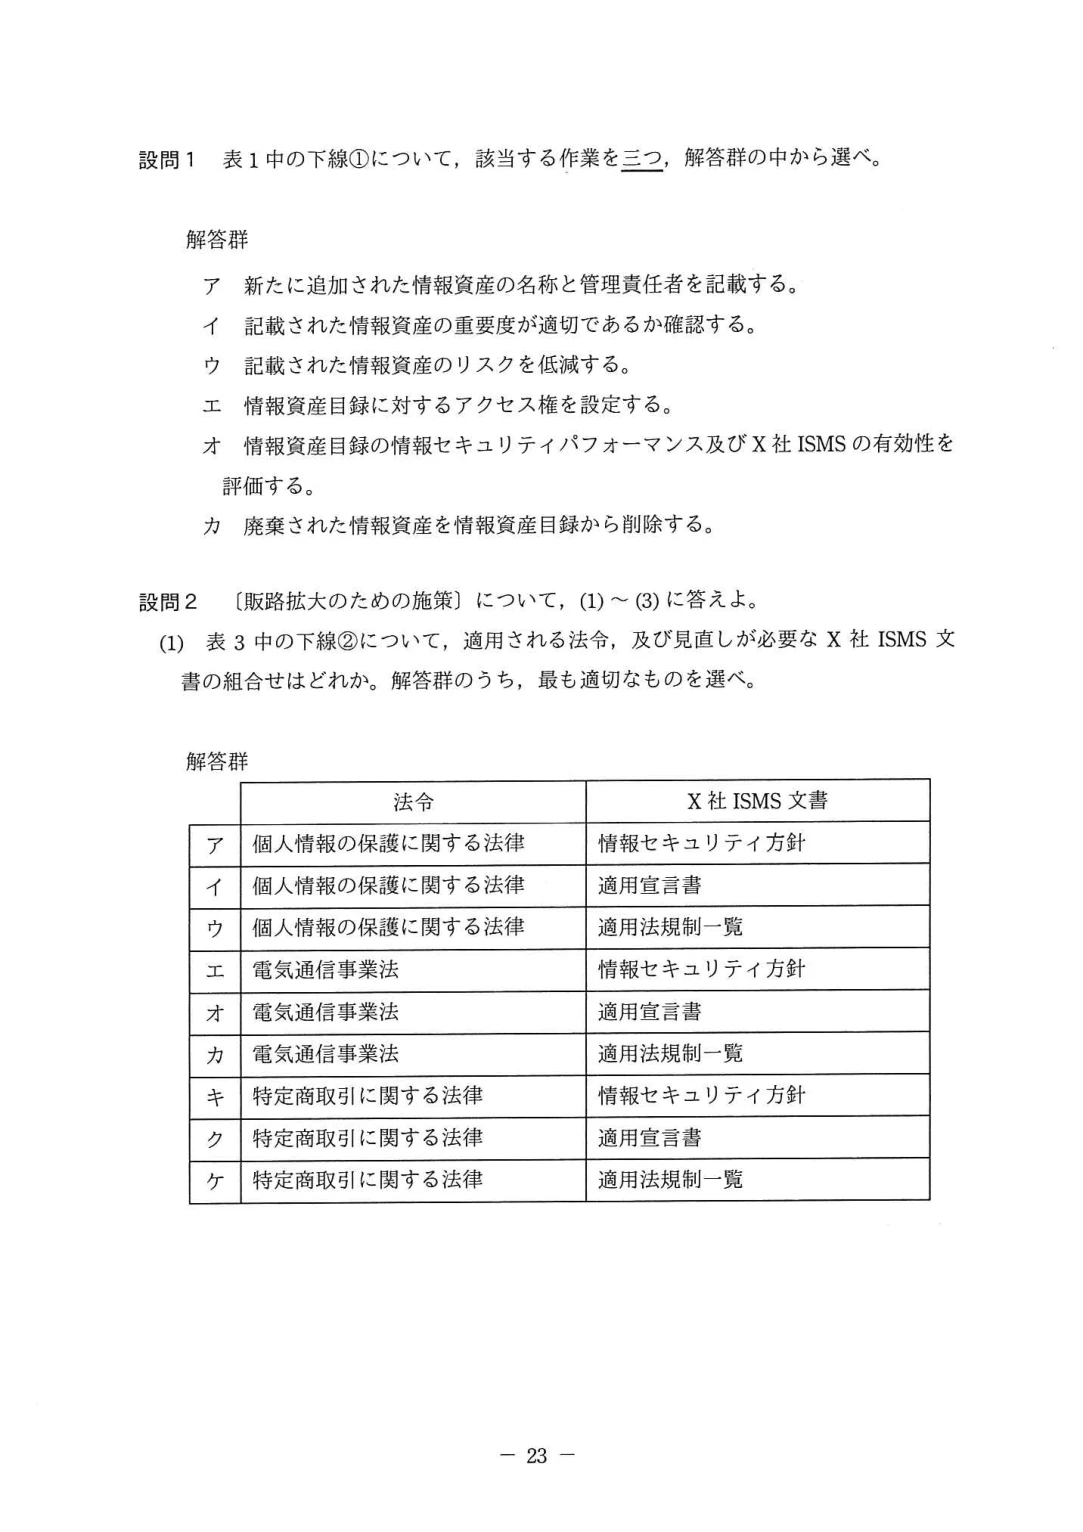 設問1　表1中の下線①について，該当する作業を三つ，解答群の中から選べ。
解答群
ア　新たに追加された情報資産の名称と管理責任者を記載する。
イ　記載された情報資産の重要度が適切であるか確認する。
ウ　記載された情報資産のリスクを低減する。
エ　情報資産目録に対するアクセス権を設定する。
オ　情報資産目録の情報セキュリティパフォーマンス及びX社ISMSの有効性を
評価する。
カ　廃棄された情報資産を情報資産目録から削除する。
設問2　〔販路拡大のための施策〕について，(1)～(3)に答えよ。
(1)　表3中の下線②について，適用される法令，及び見直しが必要なX社ISMS文
書の組合せはどれか。解答群のうち，最も適切なものを選べ。
解答群
法令　X社ISMS文書
ア　個人情報の保護に関する法律　情報セキュリティ方針
イ　個人情報の保護に関する法律　適用宣言書
ウ　個人情報の保護に関する法律　適用法規制一覧
エ　電気通信事業法　情報セキュリティ方針
オ　電気通信事業法　適用宣言書
カ　電気通信事業法　適用法規制一覧
キ　特定商取引に関する法律　情報セキュリティ方針
ク　特定商取引に関する法律　適用宣言書
ケ　特定商取引に関する法律　適用法規制一覧
－ 23 －